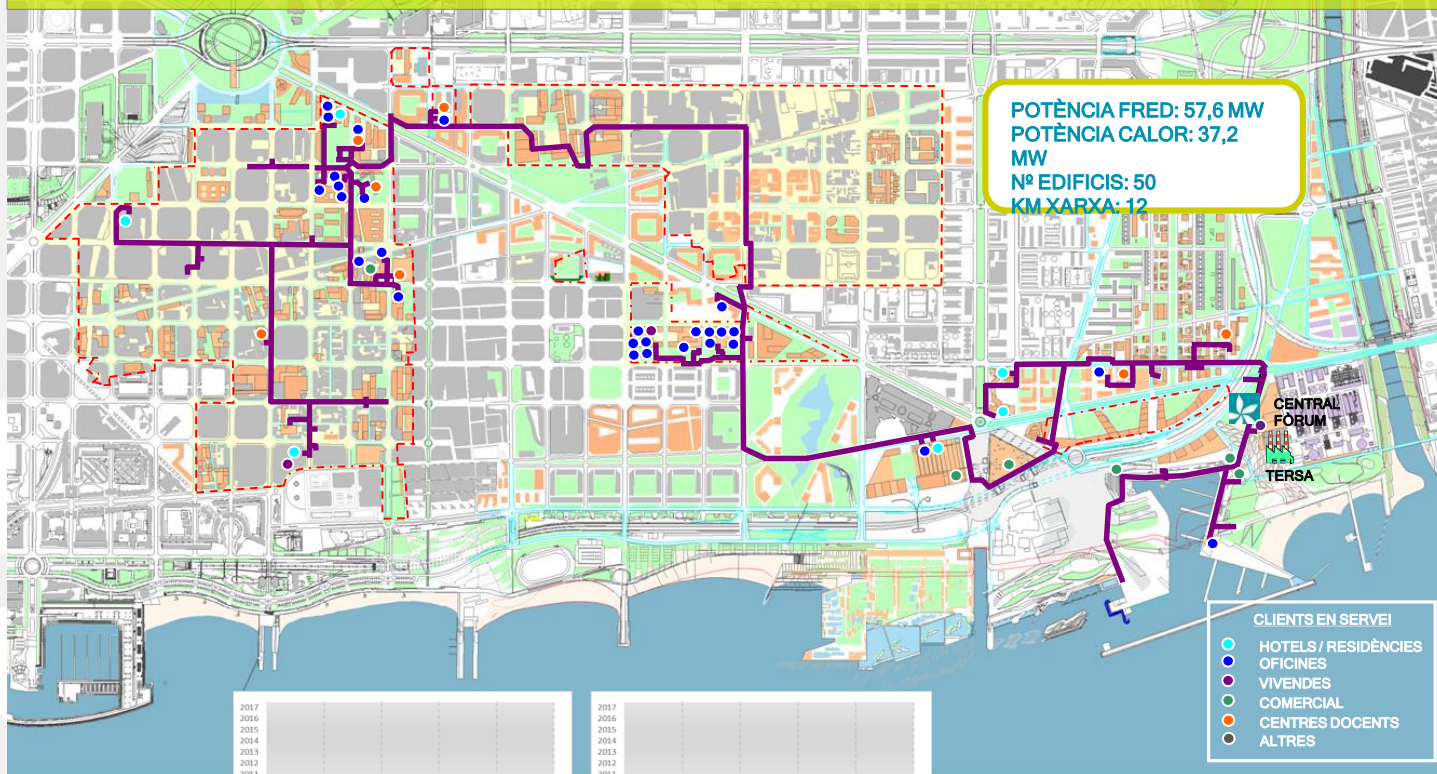 POTÈNCIA FRED: 57,6 MW
POTÈNCIA CALOR: 37,2
MW
Nº EDIFICIS: 50
KM XARXA: 12
CENTRAL
FÒRUM
TERSA
CLIENTS EN SERVEI
HOTELS / RESIDÈNCIES
OFICINES
VIVENDES
COMERCIAL
CENTRES DOCENTS
ALTRES
2017
2016
2015
2014
2013
2012
2011
2017
2016
2015
2014
2013
2012
2011